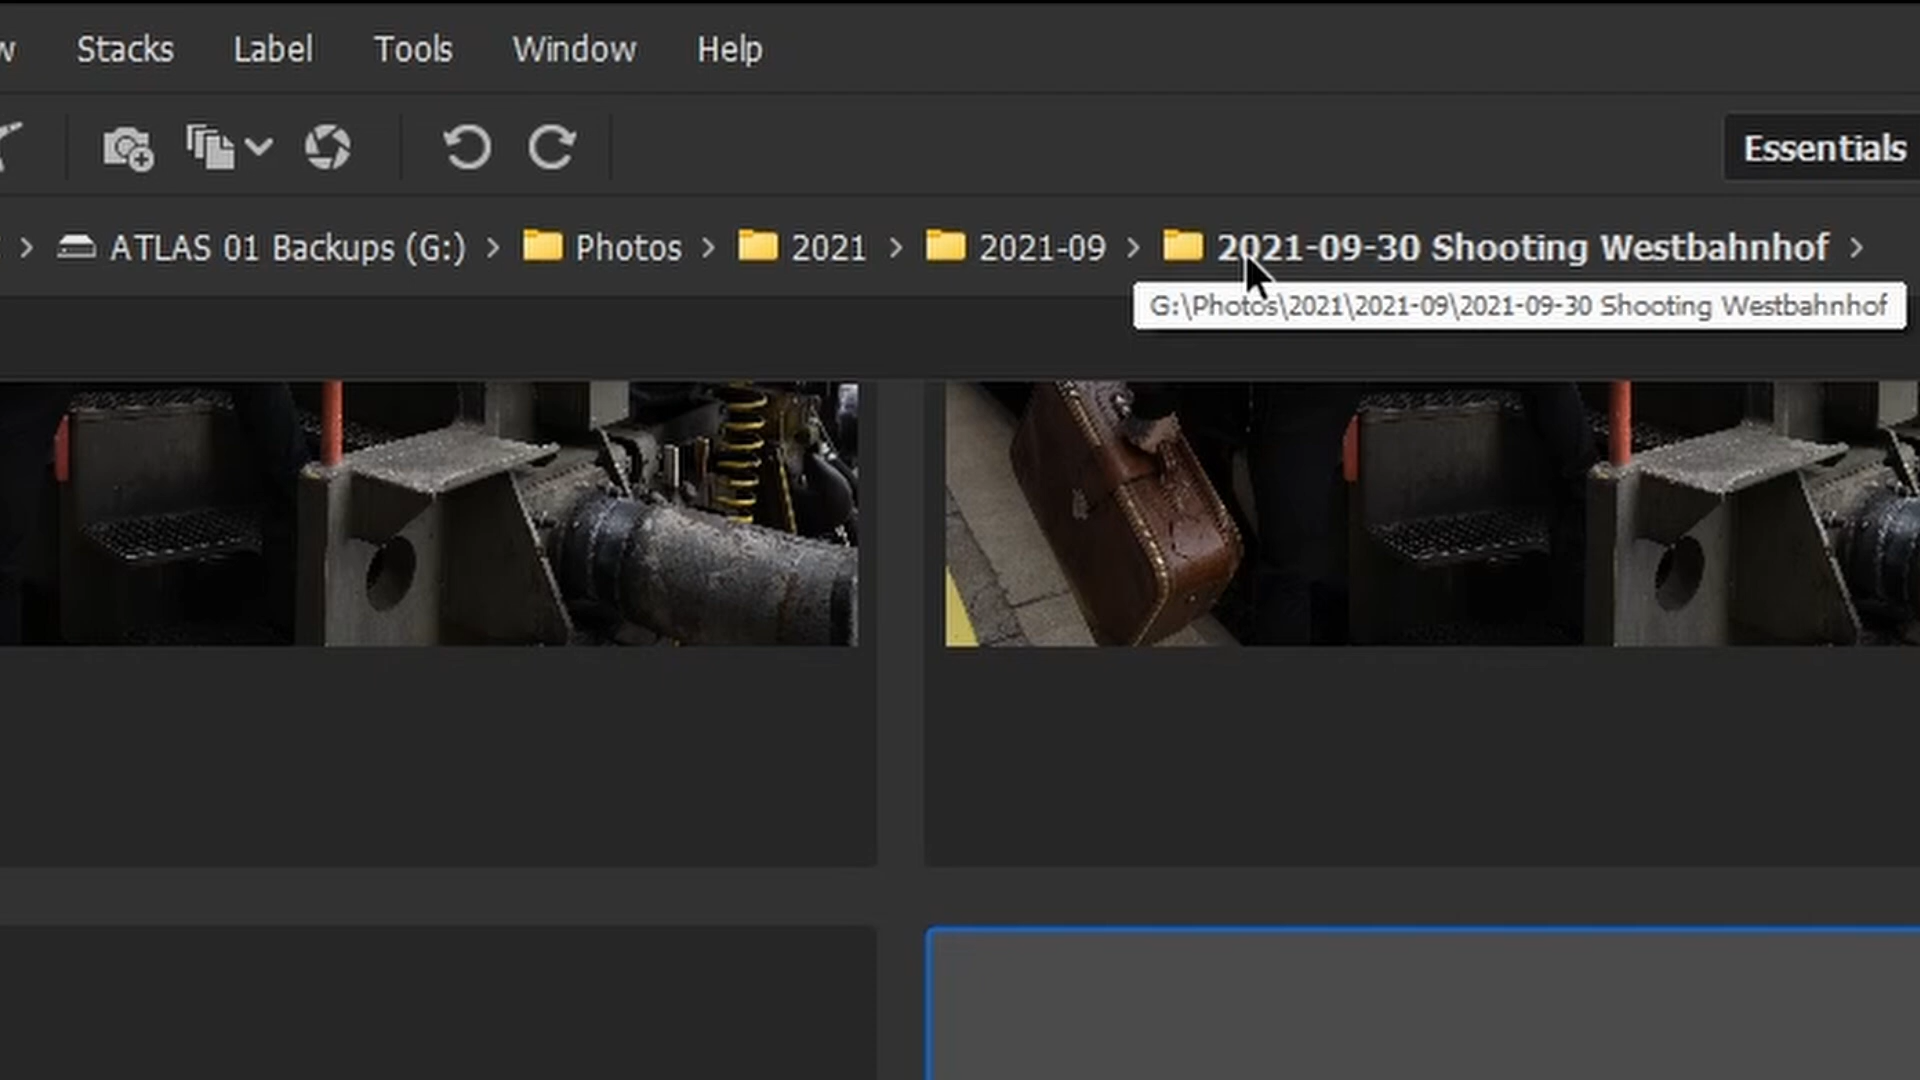 Stacks Label Tools Window Help
Essentials
ATLAS 01 Backups (G:) Photos 2021 2021-09 2021-09-30 Shooting Westbahnhof
G:\Photos\2021\2021-09\2021-09-30 Shooting Westbahnhof